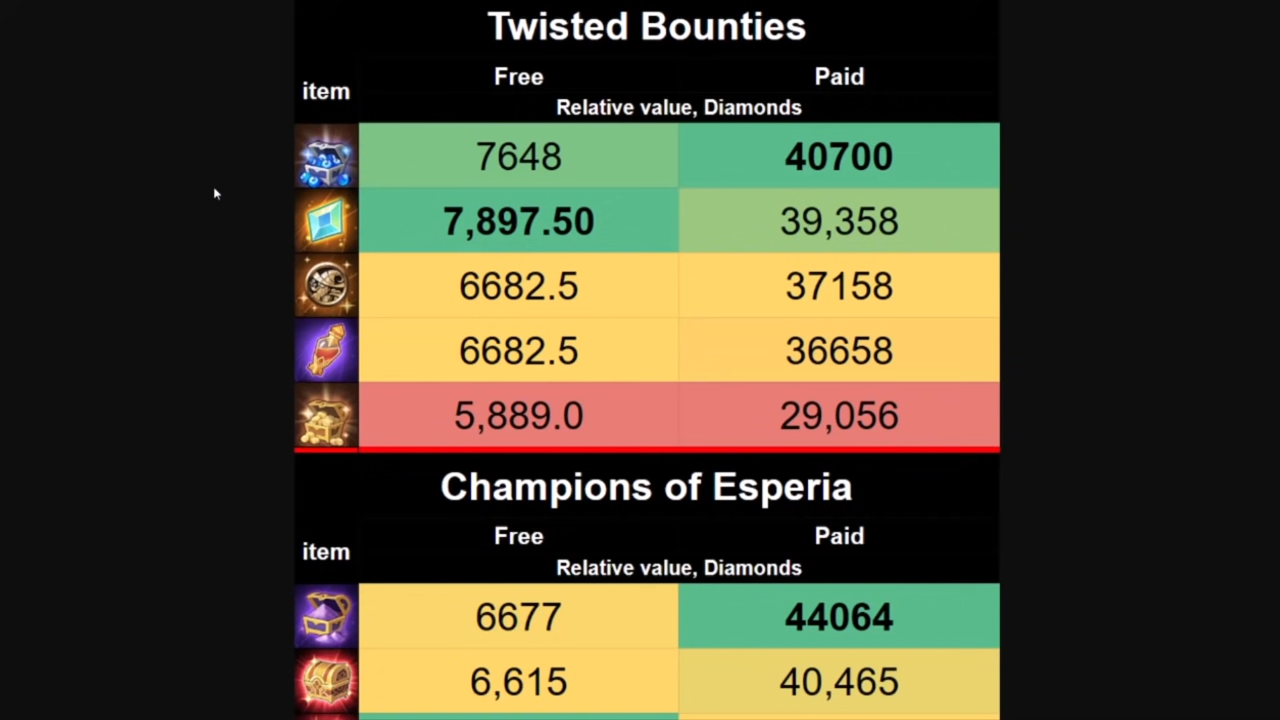 Twisted Bounties
item Free Paid
Relative value, Diamonds
7648 40700
7,897.50 39,358
6682.5 37158
6682.5 36658
5,889.0 29,056
Champions of Esperia
item Free Paid
Relative value, Diamonds
6677 44064
6,615 40,465